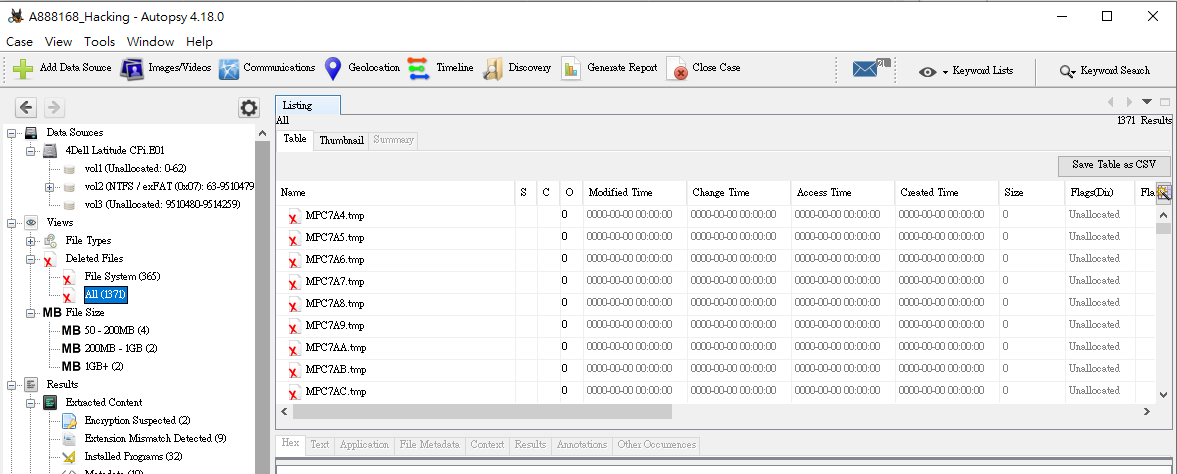 A888168_Hacking - Autopsy 4.18.0
Case View Tools Window Help
Add Data Source Images/Videos Communications Geolocation Timeline Discovery Generate Report Close Case 21 Keyword Lists Keyword Search
Data Sources
4Dell Latitude CPi.E01
vol1 (Unallocated: 0-62)
vol2 (NTFS / exFAT (0x07): 63-9510479
vol3 (Unallocated: 9510480-9514259)
Views
File Types
Deleted Files
File System (365)
All (1371)
MB File Size
MB 50 - 200MB (4)
MB 200MB - 1GB (2)
MB 1GB+ (2)
Results
Extracted Content
Encryption Suspected (2)
Extension Mismatch Detected (9)
Installed Programs (32)
Metadata (10)
Listing
All 1371 Results
Table Thumbnail Summary
Save Table as CSV
Name S C O Modified Time Change Time Access Time Created Time Size Flags(Dir) Fla
MPC7A4.tmp 0 0000-00-00 00:00:00 0000-00-00 00:00:00 0000-00-00 00:00:00 0000-00-00 00:00:00 0 Unallocated
MPC7A5.tmp 0 0000-00-00 00:00:00 0000-00-00 00:00:00 0000-00-00 00:00:00 0000-00-00 00:00:00 0 Unallocated
MPC7A6.tmp 0 0000-00-00 00:00:00 0000-00-00 00:00:00 0000-00-00 00:00:00 0000-00-00 00:00:00 0 Unallocated
MPC7A7.tmp 0 0000-00-00 00:00:00 0000-00-00 00:00:00 0000-00-00 00:00:00 0000-00-00 00:00:00 0 Unallocated
MPC7A8.tmp 0 0000-00-00 00:00:00 0000-00-00 00:00:00 0000-00-00 00:00:00 0000-00-00 00:00:00 0 Unallocated
MPC7A9.tmp 0 0000-00-00 00:00:00 0000-00-00 00:00:00 0000-00-00 00:00:00 0000-00-00 00:00:00 0 Unallocated
MPC7AA.tmp 0 0000-00-00 00:00:00 0000-00-00 00:00:00 0000-00-00 00:00:00 0000-00-00 00:00:00 0 Unallocated
MPC7AB.tmp 0 0000-00-00 00:00:00 0000-00-00 00:00:00 0000-00-00 00:00:00 0000-00-00 00:00:00 0 Unallocated
MPC7AC.tmp 0 0000-00-00 00:00:00 0000-00-00 00:00:00 0000-00-00 00:00:00 0000-00-00 00:00:00 0 Unallocated
Hex Text Application File Metadata Context Results Annotations Other Occurrences